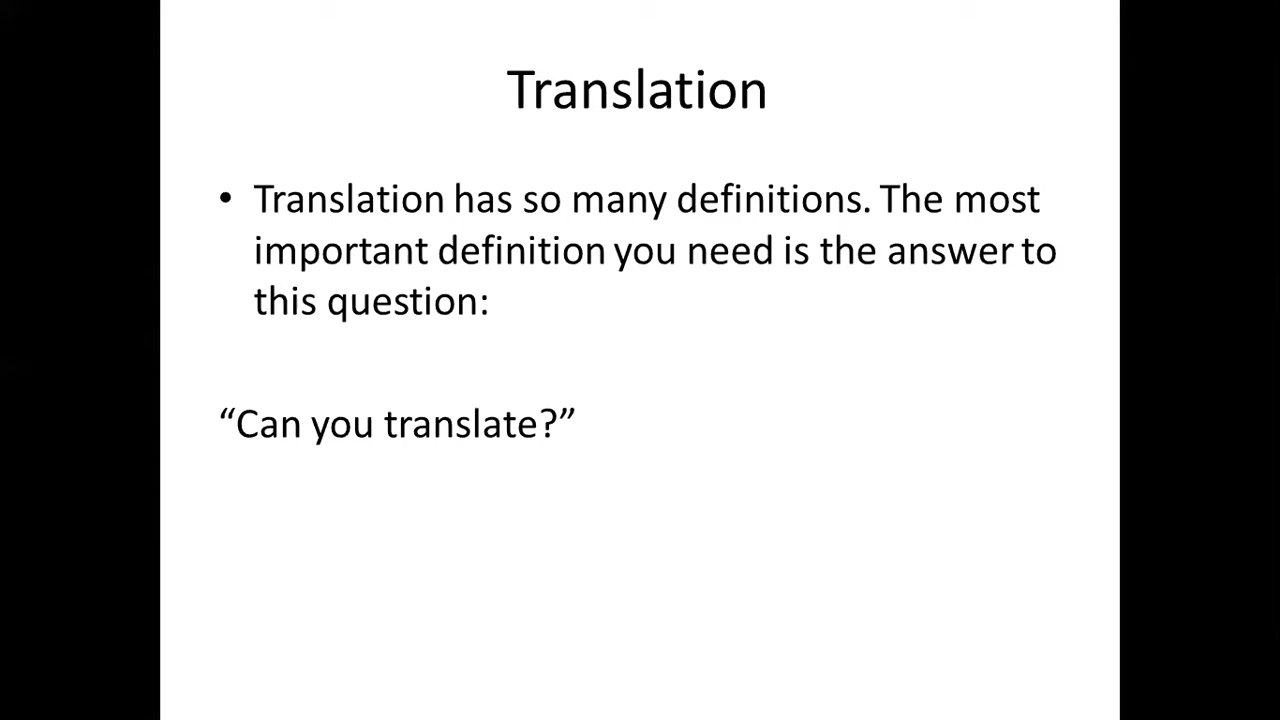 Translation
• Translation has so many definitions. The most
important definition you need is the answer to
this question:
“Can you translate?”